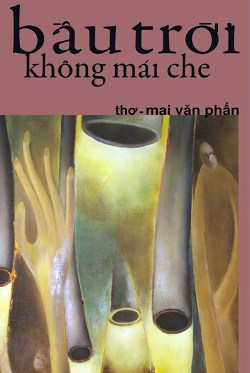 bầu trời
không mái che
thơ - mai văn phấn